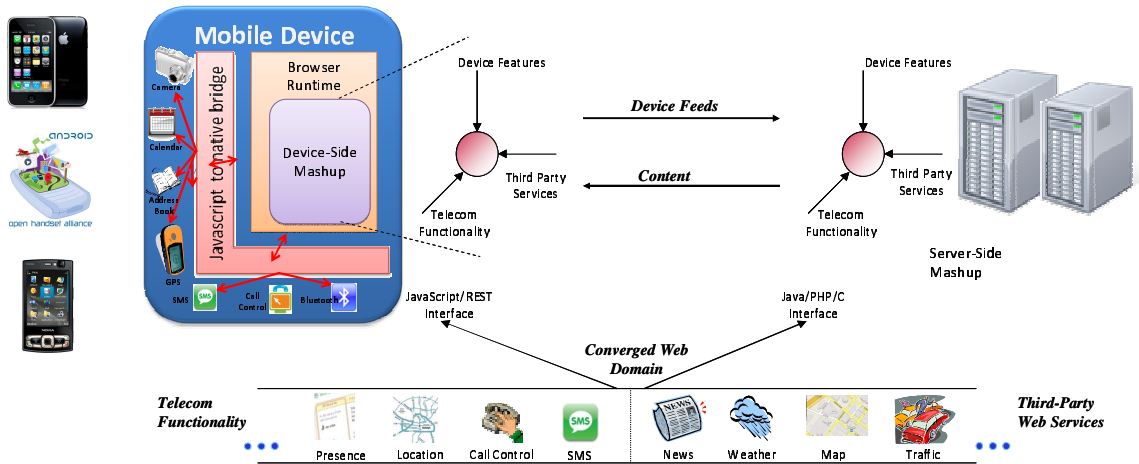 Mobile Device
Browser
Runtime
Device-Side
Mashup
Javascript to native bridge
Camera
Calendar
Address
Book
GPS
SMS
Call
Control
Bluetooth
ANDROID
open handset alliance
NOKIA
Device Features
Third Party
Services
Telecom
Functionality
Device Feeds
Content
Device Features
Third Party
Services
Telecom
Functionality
Server-Side
Mashup
JavaScript/REST
Interface
Java/PHP/C
Interface
Converged Web
Domain
Telecom
Functionality
Presence
Location
Call Control
SMS
SMS
SMS
NEWS
News
Weather
Map
Traffic
Third-Party
Web Services